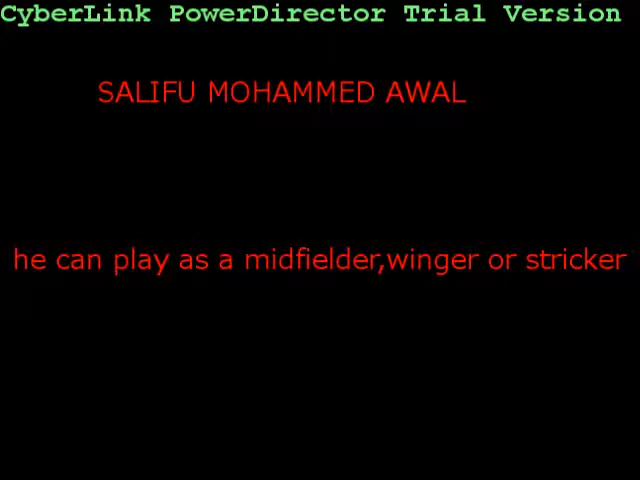 CyberLink PowerDirector Trial Version
SALIFU MOHAMMED AWAL
he can play as a midfielder,winger or stricker